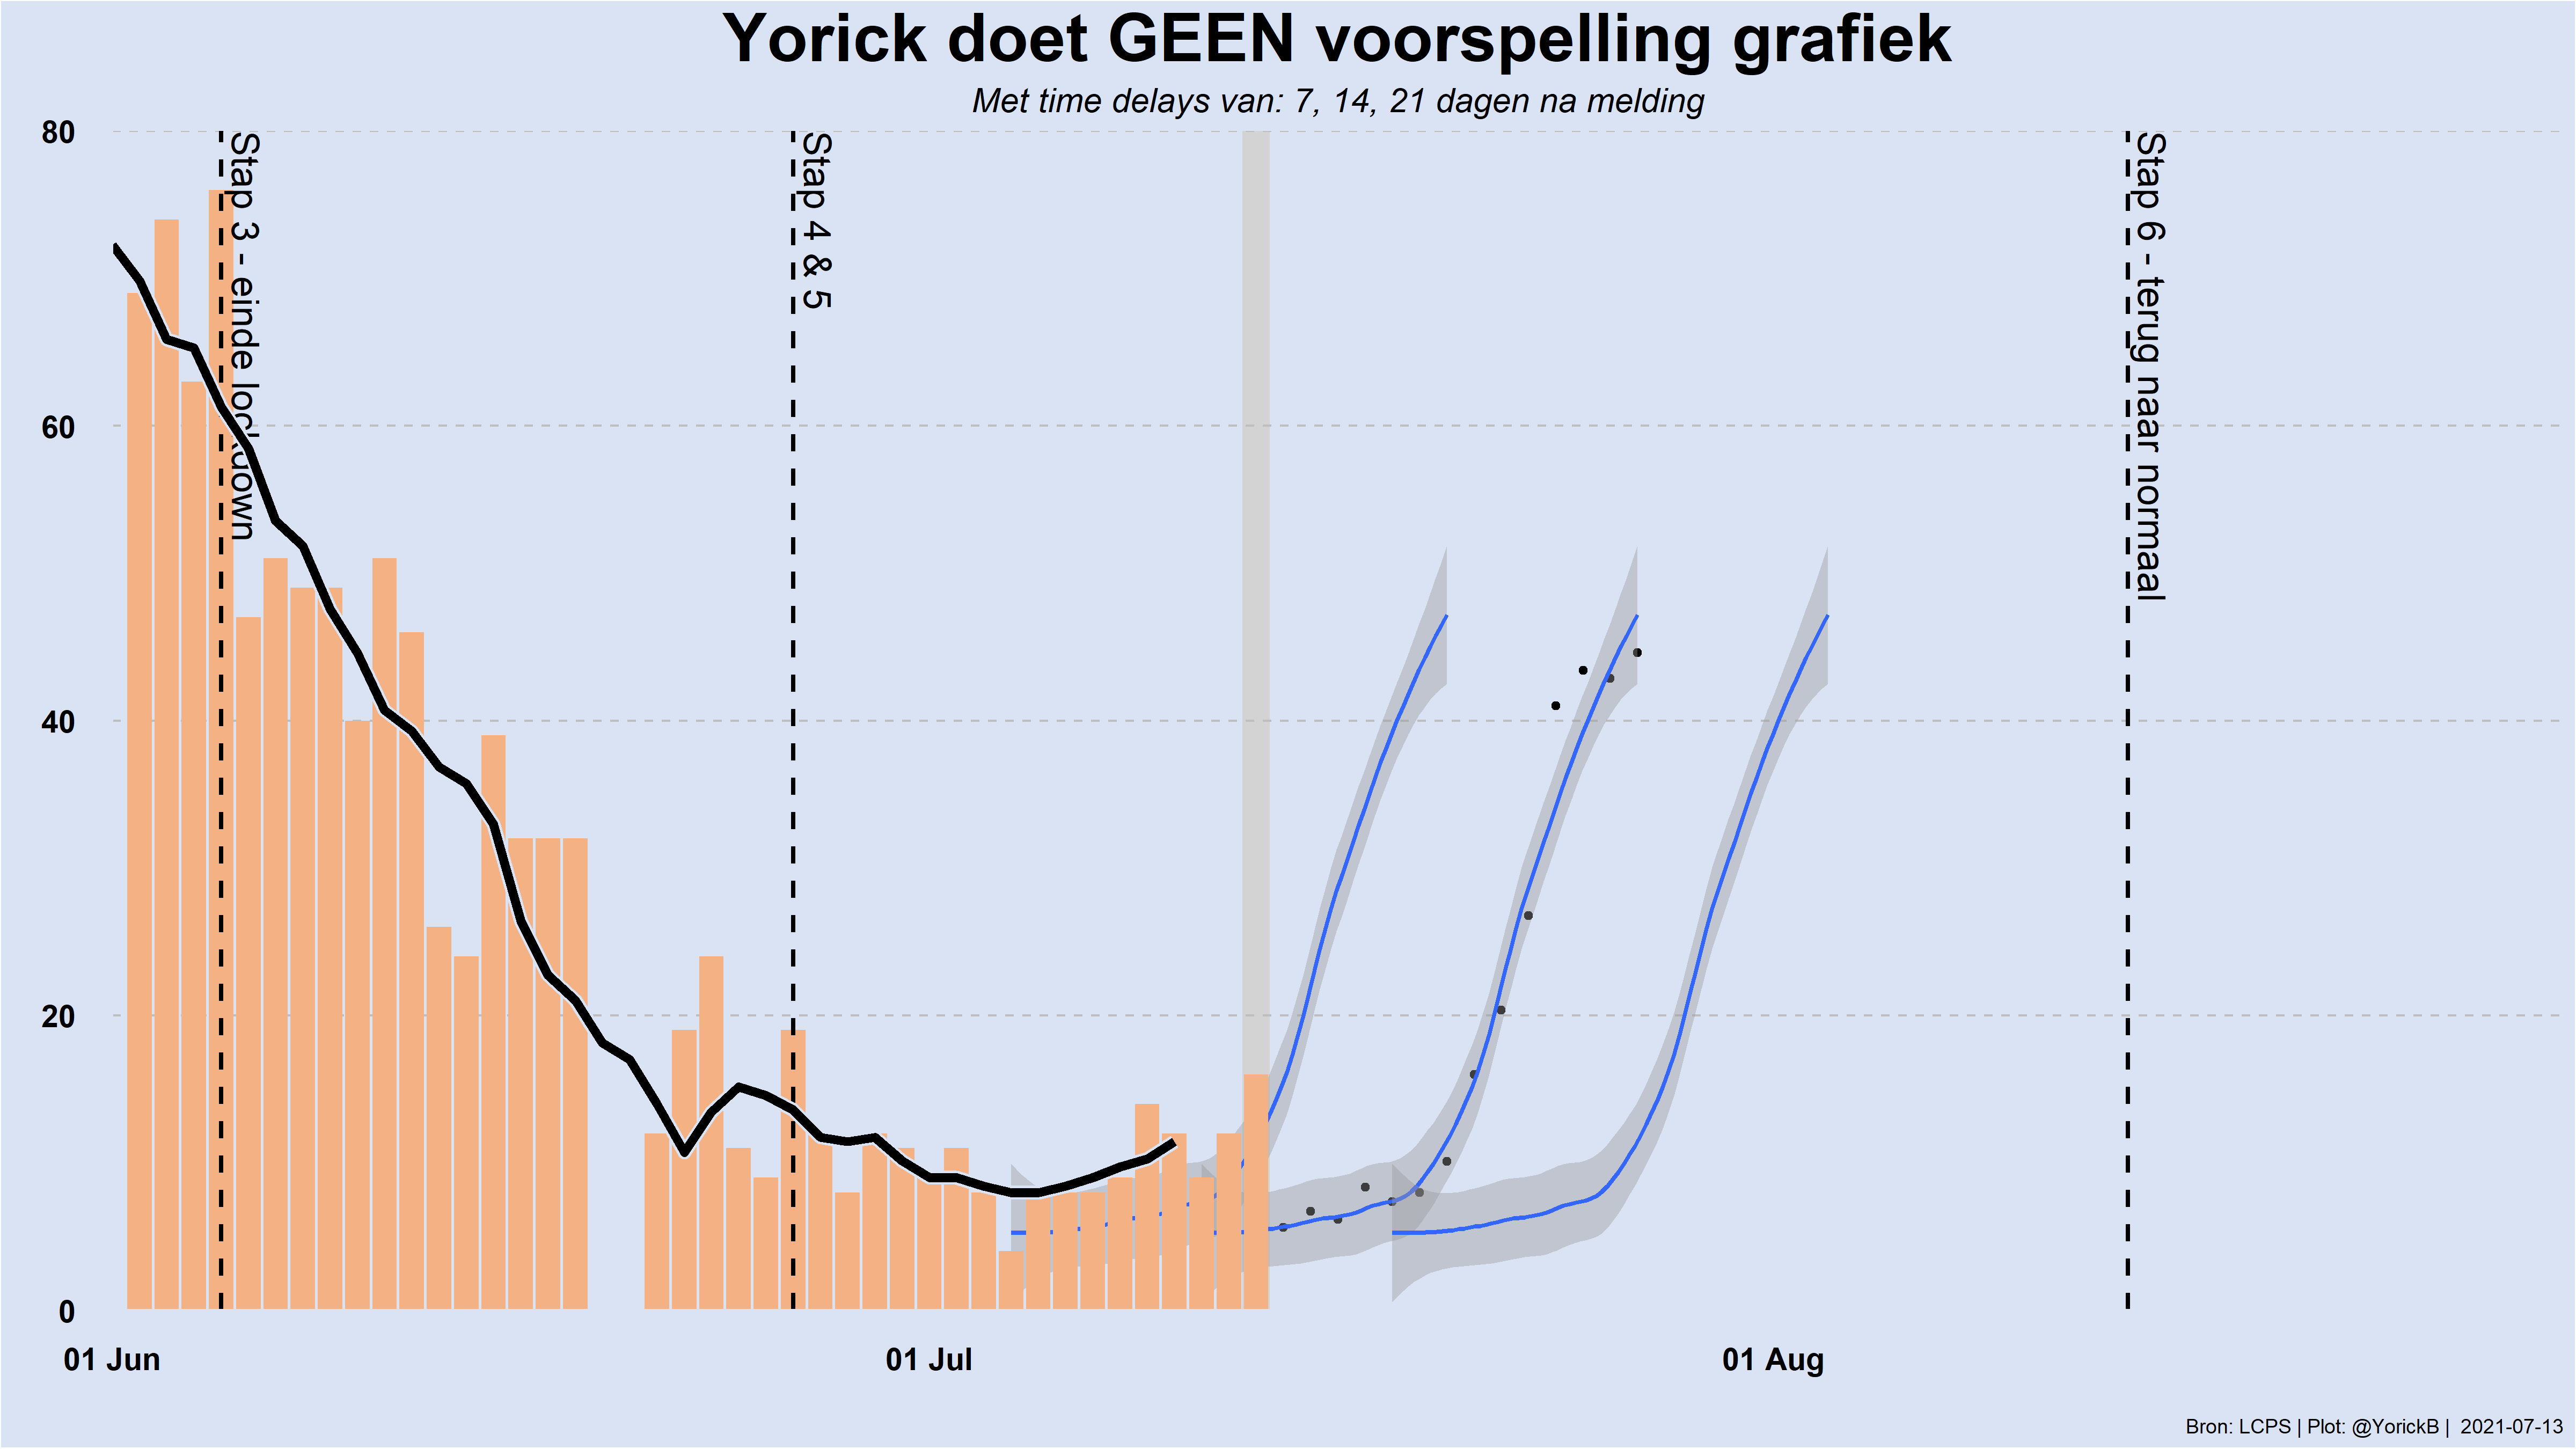 Yorick doet GEEN voorspelling grafiek
Met time delays van: 7, 14, 21 dagen na melding
80
60
40
20
0
Stap 3 - einde lockdown
Stap 4 & 5
Stap 6 - terug naar normaal
01 Jun
01 Jul
01 Aug
Bron: LCPS | Plot: @YorickB | 2021-07-13